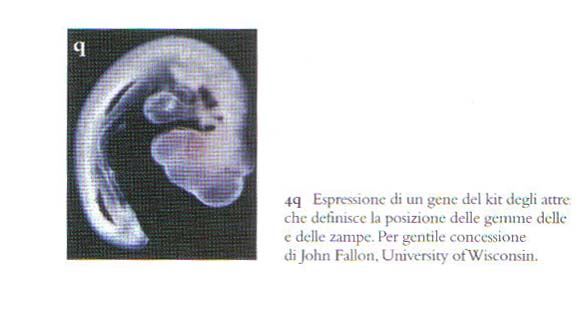 q
4q Espressione di un gene del kit degli attre
che definisce la posizione delle gemme delle
e delle zampe. Per gentile concessione
di John Fallon, University of Wisconsin.